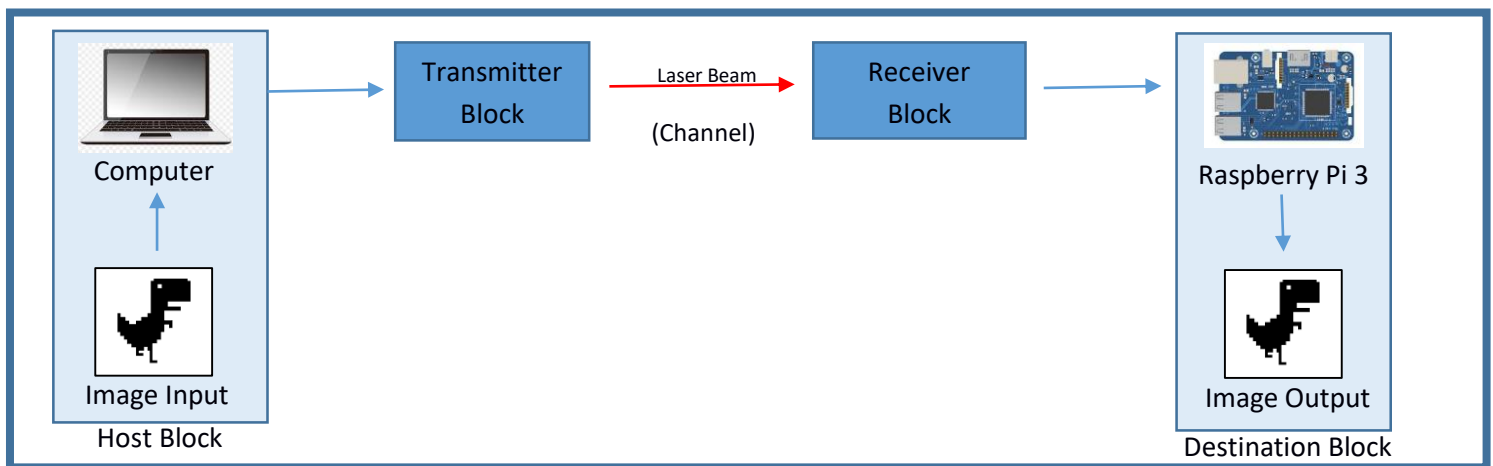 Computer
Image Input
Host Block
Transmitter
Block
Laser Beam
(Channel)
Receiver
Block
Raspberry Pi 3
Image Output
Destination Block